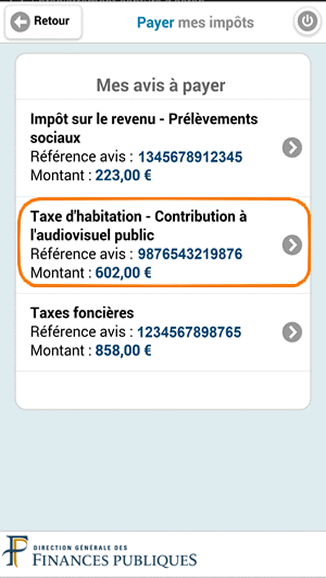 Retour
Payer mes impôts
Mes avis à payer
Impôt sur le revenu - Prélèvements
sociaux
Référence avis : 1345678912345
Montant : 223,00 €
Taxe d'habitation - Contribution à
l'audiovisuel public
Référence avis : 9876543219876
Montant : 602,00 €
Taxes foncières
Référence avis : 1234567898765
Montant : 858,00 €
DIRECTION GÉNÉRALE DES
FINANCES PUBLIQUES